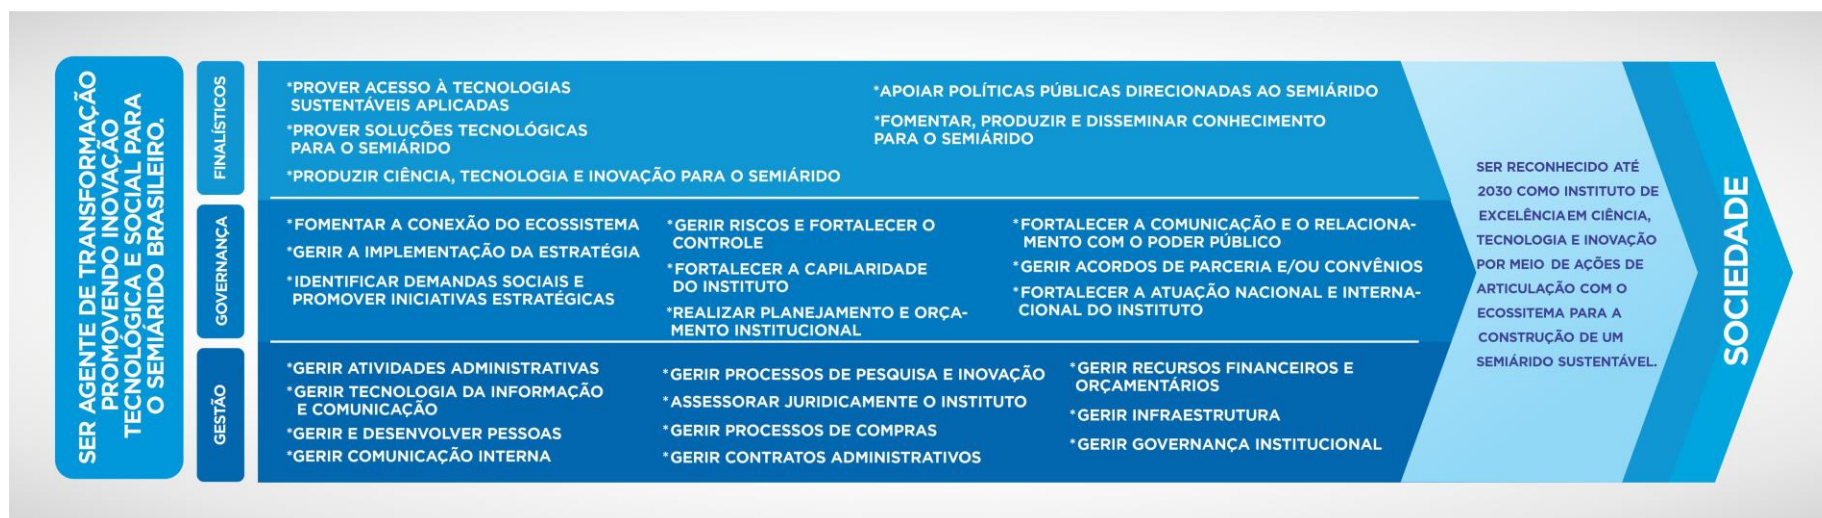 SER AGENTE DE TRANSFORMAÇÃO
PROMOVENDO INOVAÇÃO
TECNOLÓGICA E SOCIAL PARA
O SEMIÁRIDO BRASILEIRO.
FINALÍSTICOS
*PROVER ACESSO À TECNOLOGIAS
SUSTENTÁVEIS APLICADAS
*PROVER SOLUÇÕES TECNOLÓGICAS
PARA O SEMIÁRIDO
*PRODUZIR CIÊNCIA, TECNOLOGIA E INOVAÇÃO PARA O SEMIÁRIDO
*APOIAR POLÍTICAS PÚBLICAS DIRECIONADAS AO SEMIÁRIDO
*FOMENTAR, PRODUZIR E DISSEMINAR CONHECIMENTO
PARA O SEMIÁRIDO
GOVERNANÇA
*FOMENTAR A CONEXÃO DO ECOSSISTEMA
*GERIR A IMPLEMENTAÇÃO DA ESTRATÉGIA
*IDENTIFICAR DEMANDAS SOCIAIS E
PROMOVER INICIATIVAS ESTRATÉGICAS
*GERIR RISCOS E FORTALECER O
CONTROLE
*FORTALECER A CAPILARIDADE
DO INSTITUTO
*REALIZAR PLANEJAMENTO E ORÇA-
MENTO INSTITUCIONAL
*FORTALECER A COMUNICAÇÃO E O RELACIONA-
MENTO COM O PODER PÚBLICO
*GERIR ACORDOS DE PARCERIA E/OU CONVÊNIOS
*FORTALECER A ATUAÇÃO NACIONAL E INTERNA-
CIONAL DO INSTITUTO
GESTÃO
*GERIR ATIVIDADES ADMINISTRATIVAS
*GERIR TECNOLOGIA DA INFORMAÇÃO
E COMUNICAÇÃO
*GERIR E DESENVOLVER PESSOAS
*GERIR COMUNICAÇÃO INTERNA
*GERIR PROCESSOS DE PESQUISA E INOVAÇÃO
*ASSESSORAR JURIDICAMENTE O INSTITUTO
*GERIR PROCESSOS DE COMPRAS
*GERIR CONTRATOS ADMINISTRATIVOS
*GERIR RECURSOS FINANCEIROS E
ORÇAMENTÁRIOS
*GERIR INFRAESTRUTURA
*GERIR GOVERNANÇA INSTITUCIONAL
SER RECONHECIDO ATÉ
2030 COMO INSTITUTO DE
EXCELÊNCIA EM CIÊNCIA,
TECNOLOGIA E INOVAÇÃO
POR MEIO DE AÇÕES DE
ARTICULAÇÃO COM O
ECOSSITEMA PARA A
CONSTRUÇÃO DE UM
SEMIÁRIDO SUSTENTÁVEL.
SOCIEDADE